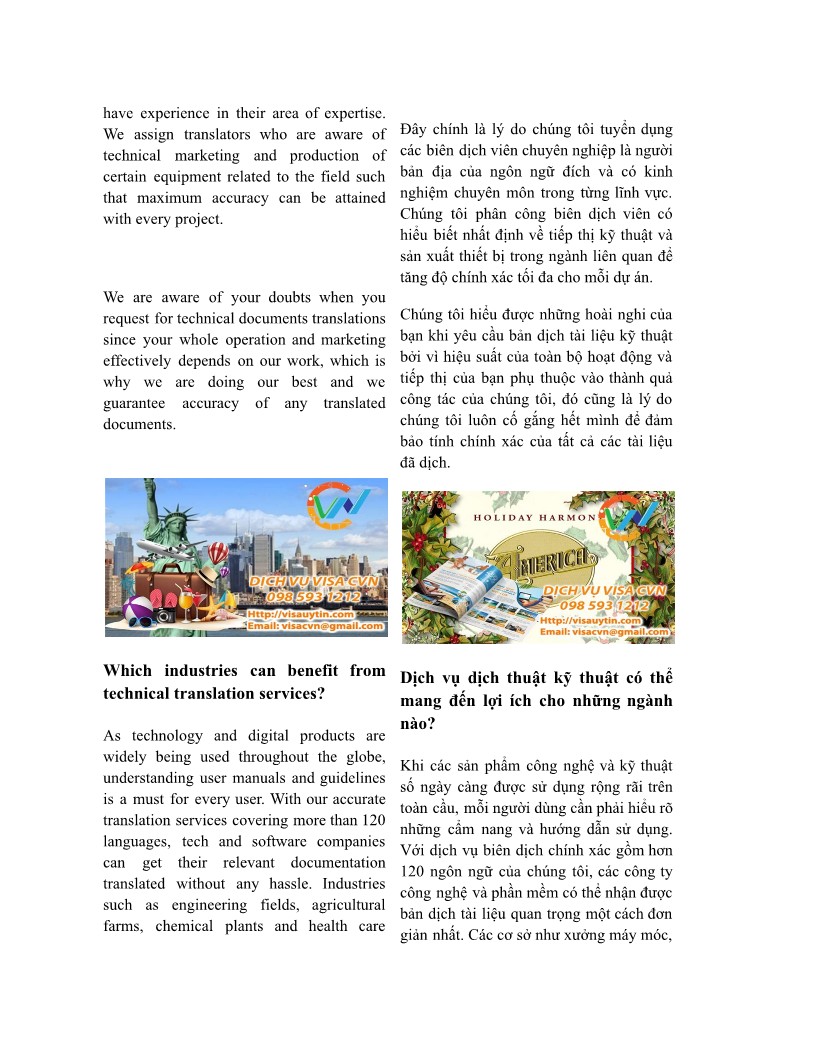 have experience in their area of expertise.
We assign translators who are aware of
technical marketing and production of
certain equipment related to the field such
that maximum accuracy can be attained
with every project.
We are aware of your doubts when you
request for technical documents translations
since your whole operation and marketing
effectively depends on our work, which is
why we are doing our best and we
guarantee accuracy of any translated
documents.
DỊCH VỤ VISA CVN
098 593 1212
Http://visauytin.com
Email: visacvn@gmail.com
Which industries can benefit from
technical translation services?
As technology and digital products are
widely being used throughout the globe,
understanding user manuals and guidelines
is a must for every user. With our accurate
translation services covering more than 120
languages, tech and software companies
can get their relevant documentation
translated without any hassle. Industries
such as engineering fields, agricultural
farms, chemical plants and health care
Đây chính là lý do chúng tôi tuyển dụng
các biên dịch viên chuyên nghiệp là người
bản địa của ngôn ngữ đích và có kinh
nghiệm chuyên môn trong từng lĩnh vực.
Chúng tôi phân công biên dịch viên có
hiểu biết nhất định về tiếp thị kỹ thuật và
sản xuất thiết bị trong ngành liên quan để
tăng độ chính xác tối đa cho mỗi dự án.
Chúng tôi hiểu được những hoài nghi của
bạn khi yêu cầu bản dịch tài liệu kỹ thuật
bởi vì hiệu suất của toàn bộ hoạt động và
tiếp thị của bạn phụ thuộc vào thành quả
công tác của chúng tôi, đó cũng là lý do
chúng tôi luôn cố gắng hết mình để đảm
bảo tính chính xác của tất cả các tài liệu
đã dịch.
HOLIDAY HARMON
AMERICA
DỊCH VỤ VISA CVN
098 593 1212
Http://visauytin.com
Email: visacvn@gmail.com
Dịch vụ dịch thuật kỹ thuật có thể
mang đến lợi ích cho những ngành
nào?
Khi các sản phẩm công nghệ và kỹ thuật
số ngày càng được sử dụng rộng rãi trên
toàn cầu, mỗi người dùng cần phải hiểu rõ
những cẩm nang và hướng dẫn sử dụng.
Với dịch vụ biên dịch chính xác gồm hơn
120 ngôn ngữ của chúng tôi, các công ty
công nghệ và phần mềm có thể nhận được
bản dịch tài liệu quan trọng một cách đơn
giản nhất. Các cơ sở như xưởng máy móc,